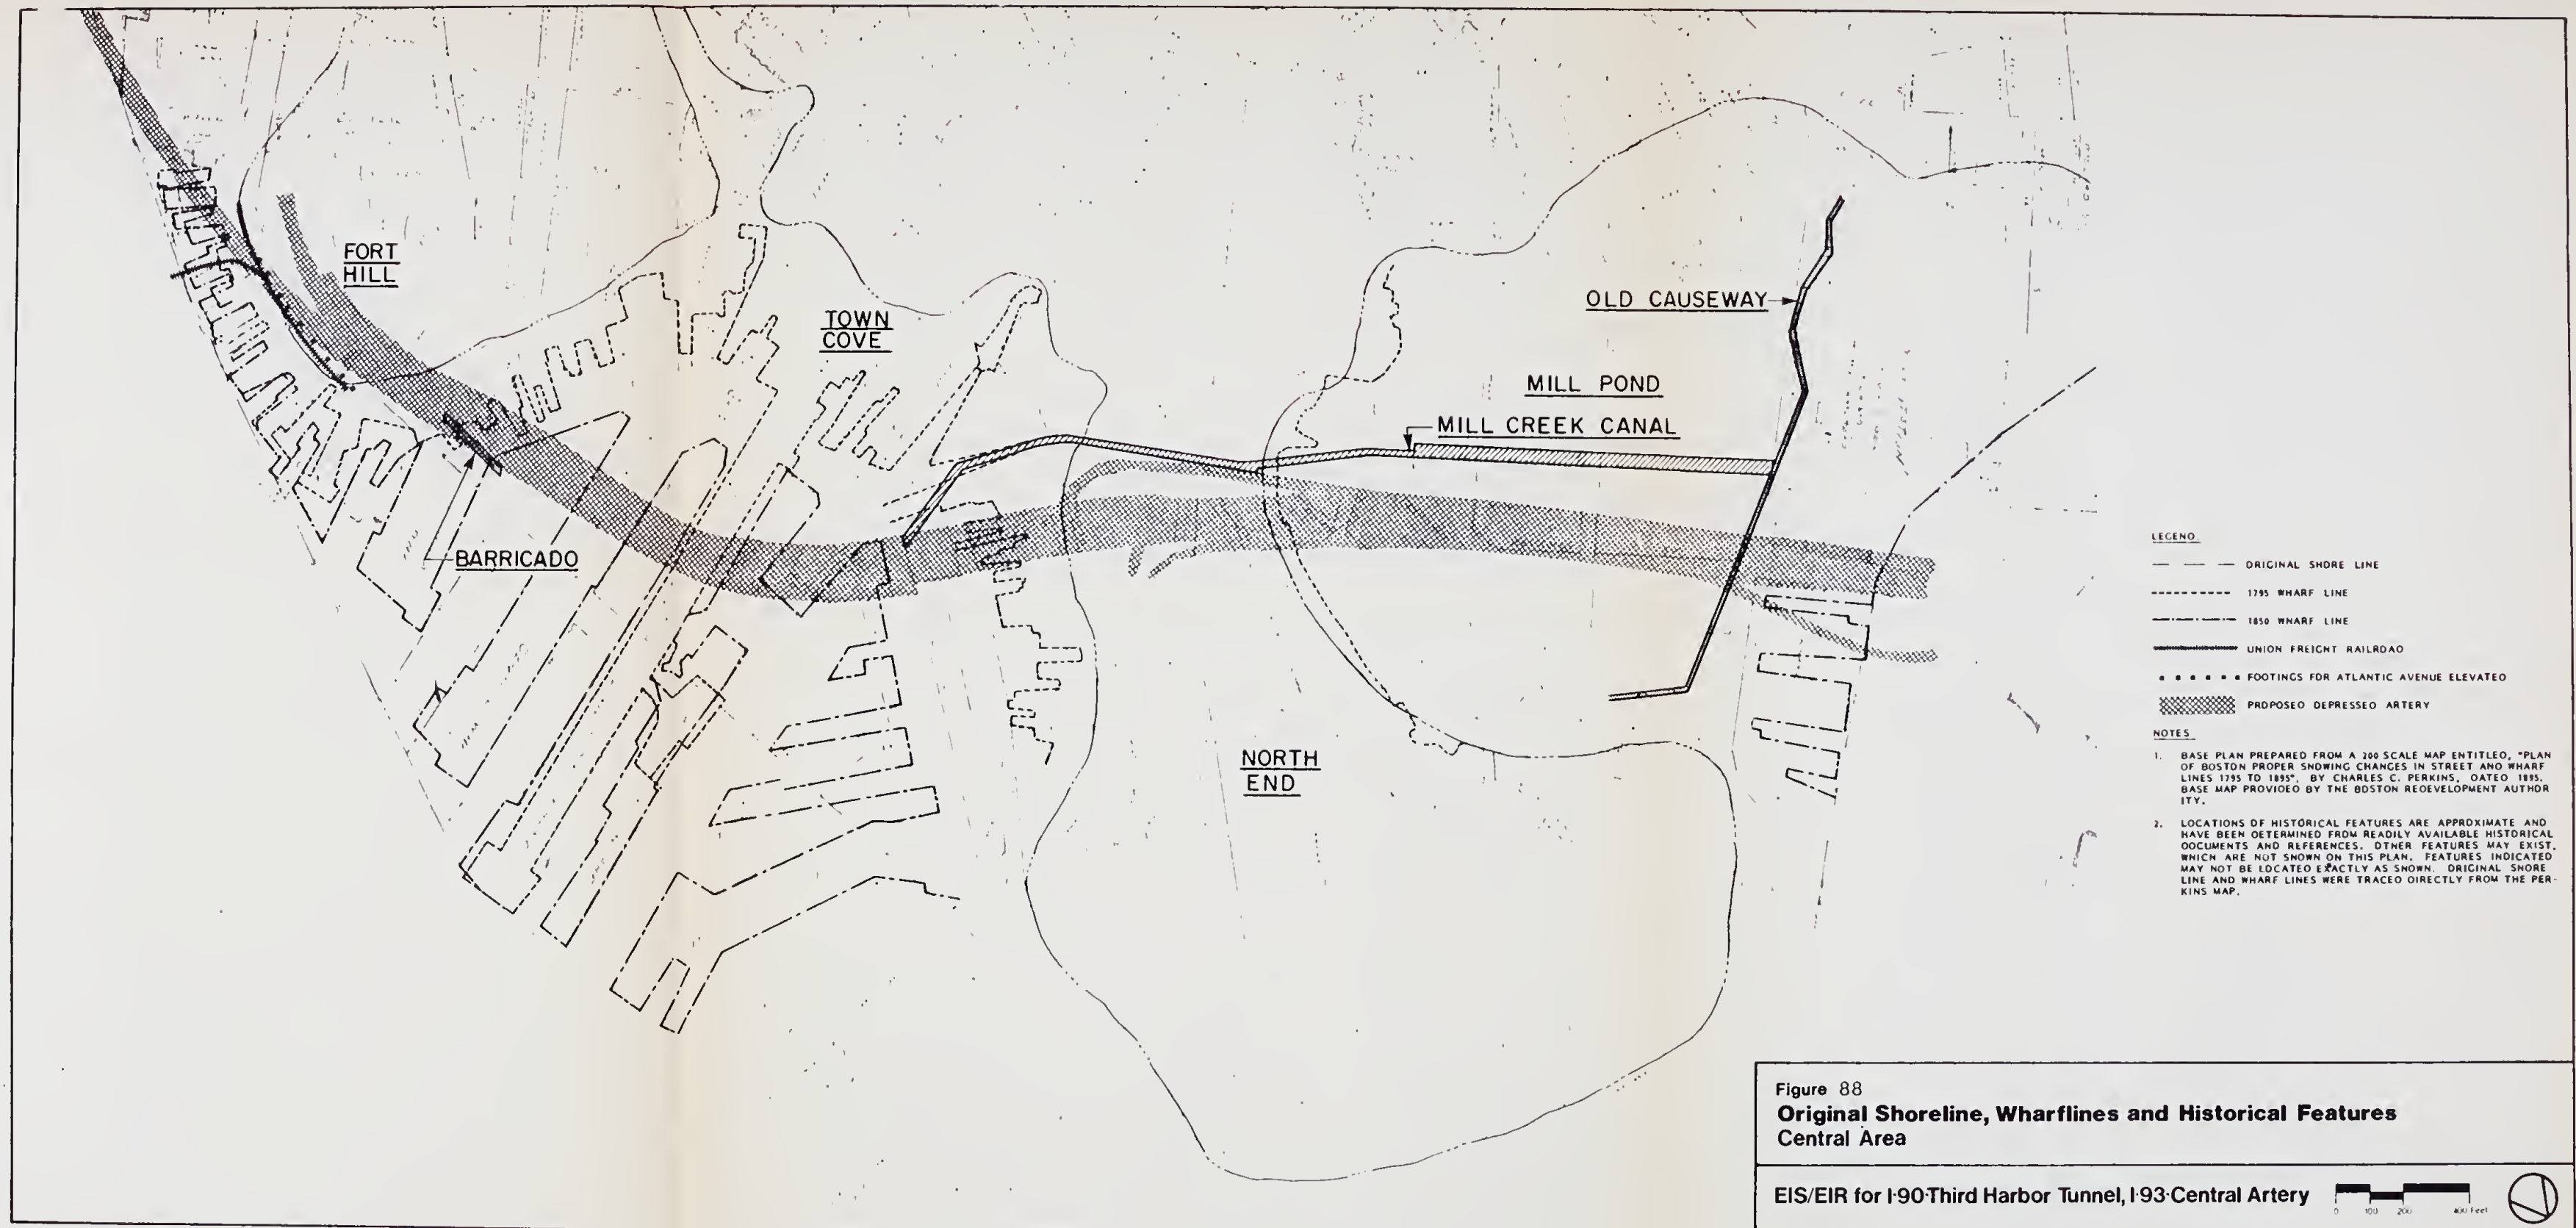 FORT
HILL
TOWN
COVE
OLD CAUSEWAY
MILL POND
MILL CREEK CANAL
BARRICADO
NORTH
END
LEGEND
ORIGINAL SHORE LINE
1795 WHARF LINE
1850 WHARF LINE
UNION FREIGHT RAILROAD
FOOTINGS FOR ATLANTIC AVENUE ELEVATED
PROPOSED DEPRESSED ARTERY
NOTES
1. BASE PLAN PREPARED FROM A 200 SCALE MAP ENTITLED, "PLAN
OF BOSTON PROPER SHOWING CHANGES IN STREET AND WHARF
LINES 1795 TO 1895", BY CHARLES C. PERKINS, DATED 1895.
BASE MAP PROVIDED BY THE BOSTON REDEVELOPMENT AUTHOR
ITY.
2. LOCATIONS OF HISTORICAL FEATURES ARE APPROXIMATE AND
HAVE BEEN DETERMINED FROM READILY AVAILABLE HISTORICAL
DOCUMENTS AND REFERENCES. OTHER FEATURES MAY EXIST,
WHICH ARE NOT SHOWN ON THIS PLAN. FEATURES INDICATED
MAY NOT BE LOCATED EXACTLY AS SHOWN. ORIGINAL SHORE
LINE AND WHARF LINES WERE TRACED DIRECTLY FROM THE PER-
KINS MAP.
Figure 88
Original Shoreline, Wharflines and Historical Features
Central Area
EIS/EIR for I-90-Third Harbor Tunnel, I-93-Central Artery
0 100 200 400 Feet